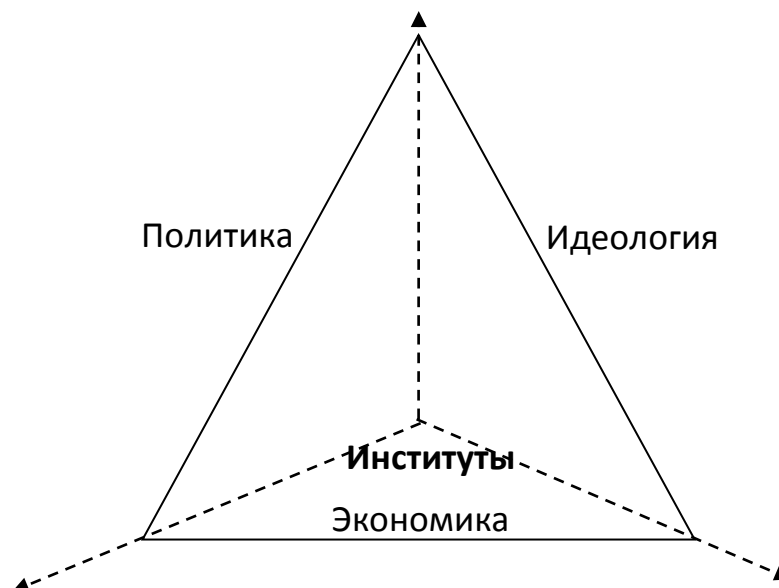 Политика
Идеология
Институты
Экономика